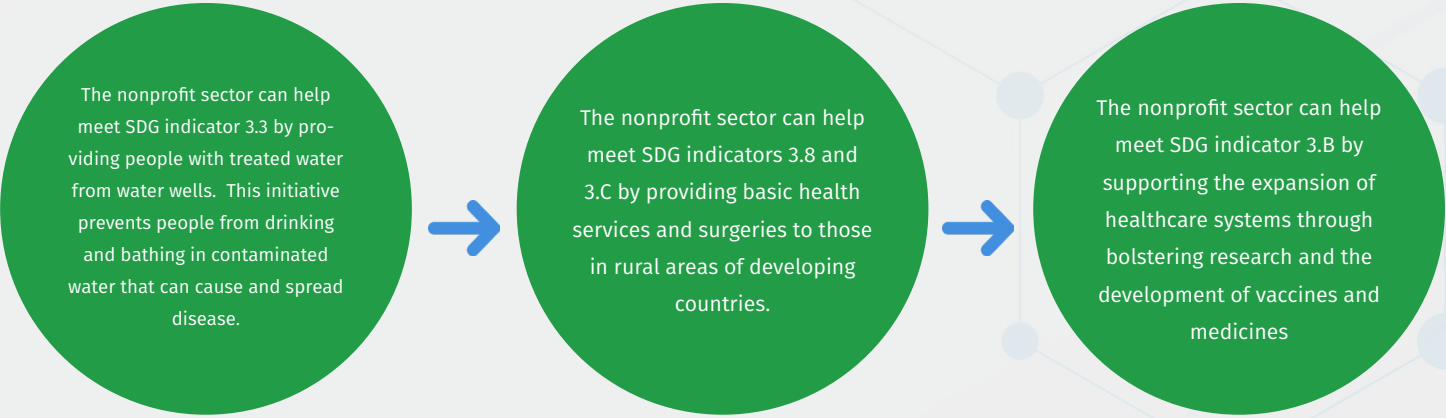 The nonprofit sector can help
meet SDG indicator 3.3 by pro-
viding people with treated water
from water wells.  This initiative
prevents people from drinking
and bathing in contaminated
water that can cause and spread
disease.
The nonprofit sector can help
meet SDG indicators 3.8 and
3.C by providing basic health
services and surgeries to those
in rural areas of developing
countries.
The nonprofit sector can help
meet SDG indicator 3.B by
supporting the expansion of
healthcare systems through
bolstering research and the
development of vaccines and
medicines